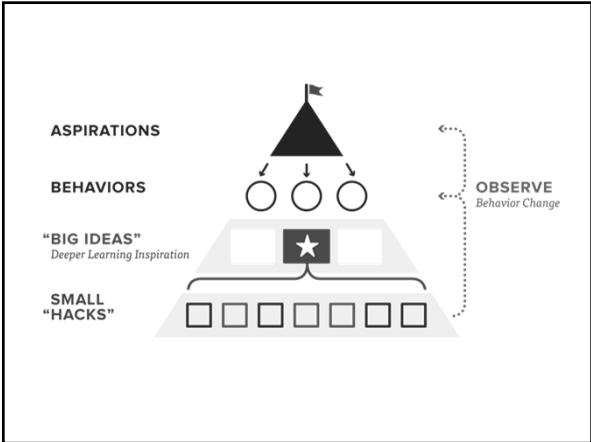 ASPIRATIONS
BEHAVIORS
OBSERVE
Behavior Change
“BIG IDEAS”
Deeper Learning Inspiration
SMALL
“HACKS”